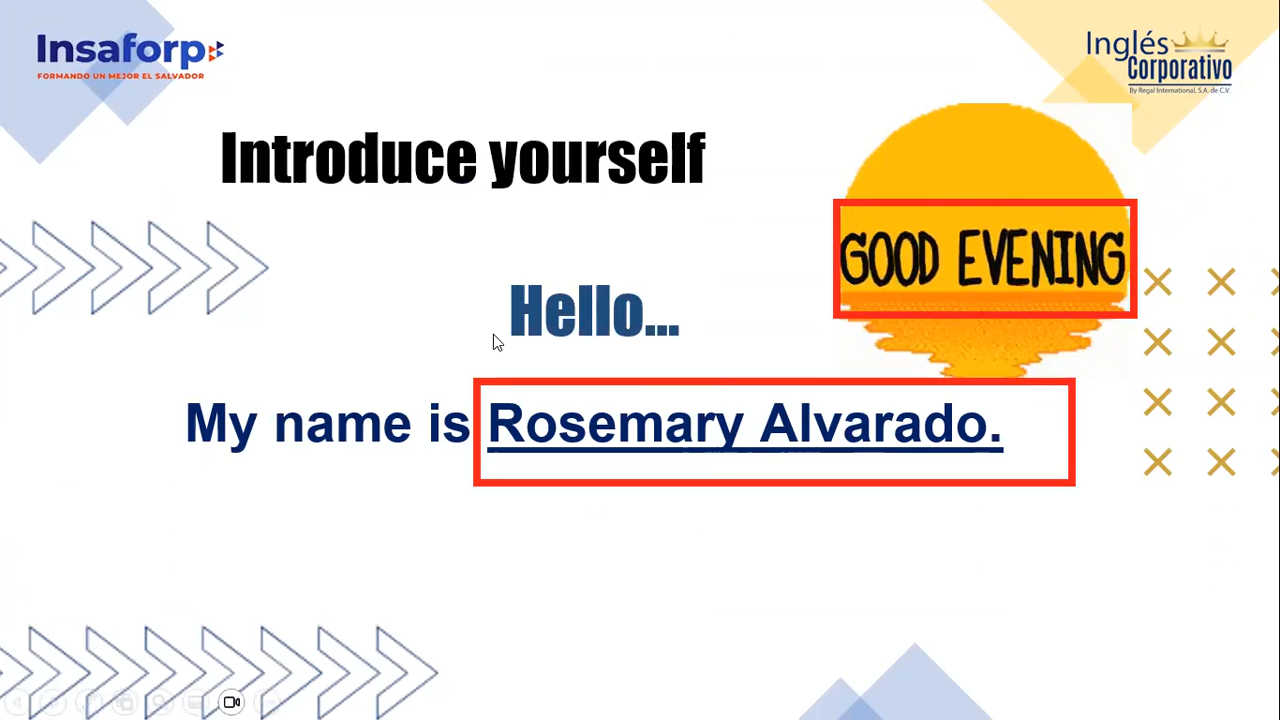 Insaforp
FORMANDO UN MEJOR EL SALVADOR
Inglés
Corporativo
By Regal International, S.A. de C.V.
Introduce yourself
GOOD EVENING
Hello...
My name is Rosemary Alvarado.